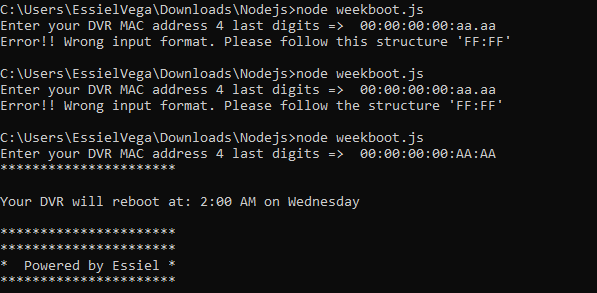 C:\Users\EssielVega\Downloads\Nodejs>node weekboot.js
Enter your DVR MAC address 4 last digits =>  00:00:00:00:aa.aa
Error!! Wrong input format. Please follow this structure 'FF:FF'
C:\Users\EssielVega\Downloads\Nodejs>node weekboot.js
Enter your DVR MAC address 4 last digits =>  00:00:00:00:aa.aa
Error!! Wrong input format. Please follow the structure 'FF:FF'
C:\Users\EssielVega\Downloads\Nodejs>node weekboot.js
Enter your DVR MAC address 4 last digits =>  00:00:00:00:AA:AA
**********************
Your DVR will reboot at: 2:00 AM on Wednesday
**********************
**********************
*  Powered by Essiel *
**********************